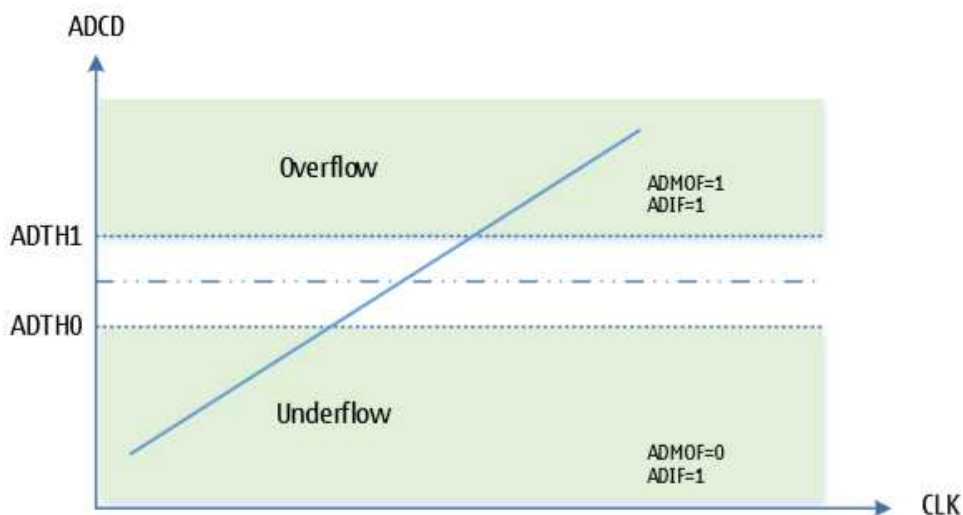 ADCD
Overflow
ADMOF=1
ADIF=1
ADTH1
ADTH0
Underflow
ADMOF=0
ADIF=1
CLK